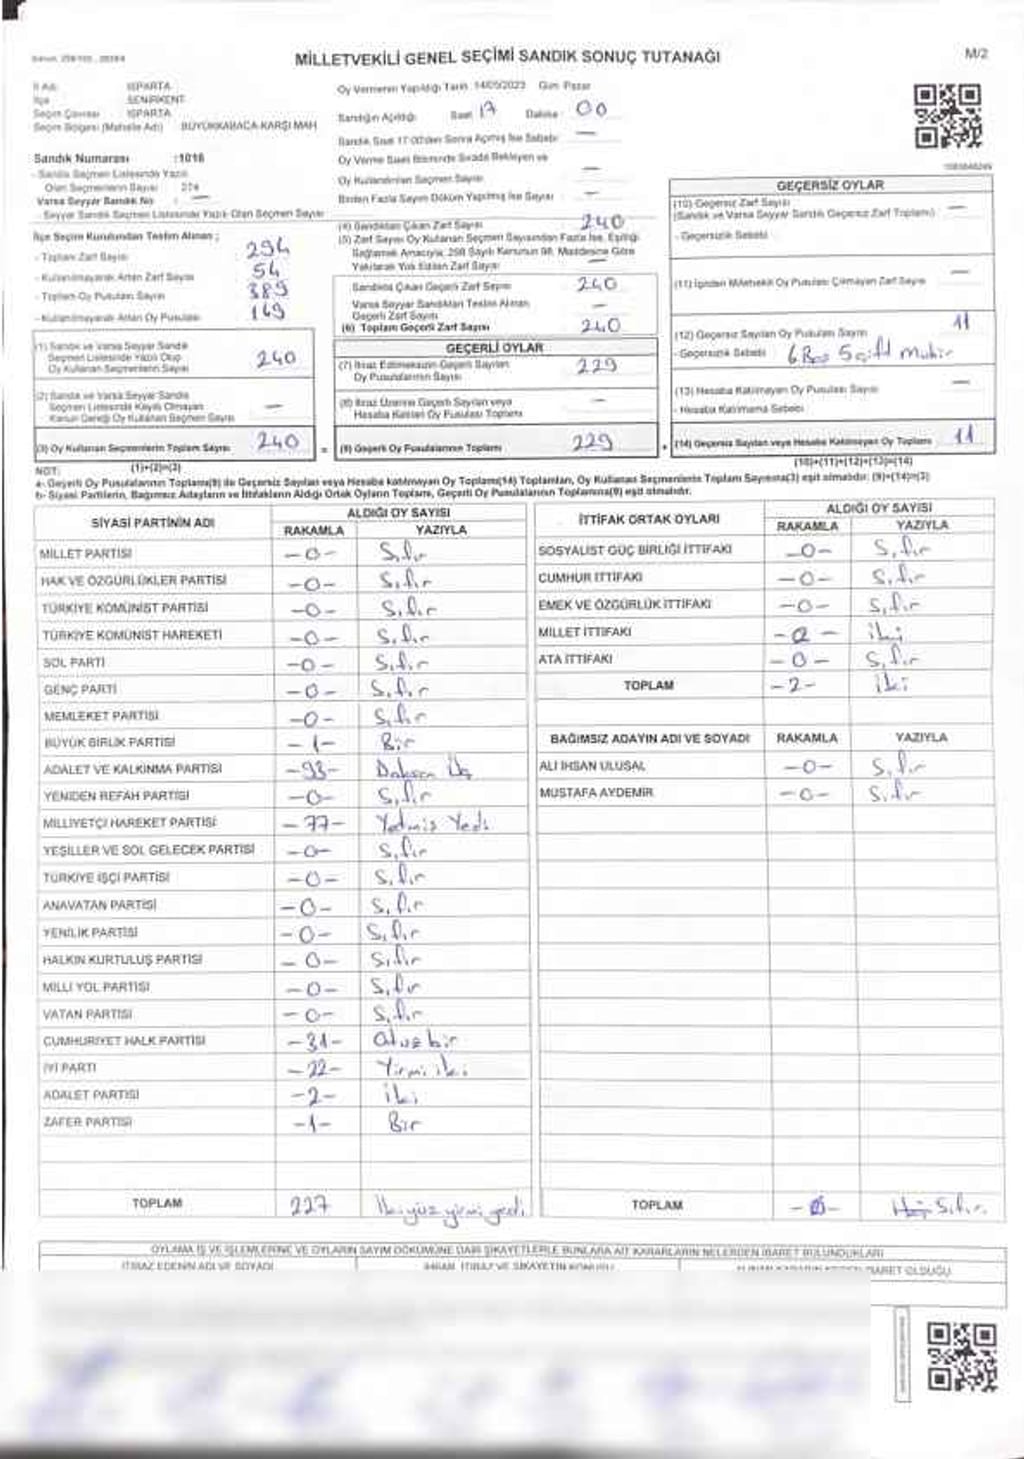 MİLLETVEKİLİ GENEL SEÇİMİ SANDIK SONUÇ TUTANAĞI
M/2
İl Adı : ISPARTA
İlçe : SENİRKENT
Seçim Çevresi : ISPARTA
Seçim Bölgesi (Mahalle Adı) : BÜYÜKKABACA-KARŞI MAH
Sandık Numarası :1016
- Sandık Seçmen Listesinde Yazılı
Olan Seçmenlerin Sayısı : 274
Varsa Seyyar Sandık No : —
- Seyyar Sandık Seçmen Listesinde Yazılı Olan Seçmen Sayısı
İlçe Seçim Kurulundan Teslim Alınan ;
- Toplam Zarf Sayısı 294
- Kullanılmayarak Artan Zarf Sayısı 54
- Toplam Oy Pusulası Sayısı 389
- Kullanılmayarak Artan Oy Pusulası 149
Oy Vermenin Yapıldığı Tarih :14/05/2023 Gün: Pazar
Sandığın Açıldığı Saat: 17 Dakika : 00
Sandık Saat 17:00'den Sonra Açılmış İse Sebebi: —
Oy Verme Saati Bitiminde Sırada Bekleyen ve
Oy Kullandırılan Seçmen Sayısı: —
Birden Fazla Sayım Döküm Yapılmış İse Sayısı : —
(4) Sandıktan Çıkan Zarf Sayısı 240
(5) Zarf Sayısı Oy Kullanan Seçmen Sayısından Fazla İse, Eşitliği
Sağlamak Amacıyla; 298 Sayılı Kanunun 98. Maddesine Göre
Yakılarak Yok Edilen Zarf Sayısı —
Sandıkta Çıkan Geçerli Zarf Sayısı 240
Varsa Seyyar Sandıktan Teslim Alınan
Geçerli Zarf Sayısı —
(6) Toplam Geçerli Zarf Sayısı 240
GEÇERSİZ OYLAR
(10) Geçersiz Zarf Sayısı —
(Sandık ve Varsa Seyyar Sandık Geçersiz Zarf Toplamı)
- Geçersizlik Sebebi
(11) İçinden Milletvekili Oy Pusulası Çıkmayan Zarf Sayısı —
(12) Geçersiz Sayılan Oy Pusulası Sayısı 11
- Geçersizlik Sebebi 6 Boş 5 çift mühür
(13) Hesaba Katılmayan Oy Pusulası Sayısı —
- Hesaba Katılmama Sebebi
(14) Geçersiz Sayılan veya Hesaba Katılmayan Oy Toplamı 11
(10)+(11)+(12)+(13)=(14)
(1) Sandık ve Varsa Seyyar Sandık
Seçmen Listesinde Yazılı Olup
Oy Kullanan Seçmenlerin Sayısı 240
(2) Sandık ve Varsa Seyyar Sandık
Seçmen Listesinde Kayıtlı Olmayan
Kanun Gereği Oy Kullanan Seçmen Sayısı —
(3) Oy Kullanan Seçmenlerin Toplam Sayısı 240
(1)+(2)=(3)
GEÇERLİ OYLAR
(7) İtiraz Edilmeksizin Geçerli Sayılan
Oy Pusulalarının Sayısı 229
(8) İtiraz Üzerine Geçerli Sayılan veya
Hesaba Katılan Oy Pusulası Toplamı —
= (9) Geçerli Oy Pusulalarının Toplamı 229 +
NOT:
a- Geçerli Oy Pusulalarının Toplamı(9) ile Geçersiz Sayılan veya Hesaba katılmayan Oy Toplamı(14) Toplamları, Oy Kullanan Seçmenlerin Toplam Sayısına(3) eşit olmalıdır. (9)+(14)=(3)
b- Siyasi Partilerin, Bağımsız Adayların ve İttifakların Aldığı Ortak Oyların Toplamı, Geçerli Oy Pusulalarının Toplamına(9) eşit olmalıdır.
SİYASİ PARTİNİN ADI ALDIĞI OY SAYISI
RAKAMLA YAZIYLA
MİLLET PARTİSİ -0- Sıfır
HAK VE ÖZGÜRLÜKLER PARTİSİ -0- Sıfır
TÜRKİYE KOMÜNİST PARTİSİ -0- Sıfır
TÜRKİYE KOMÜNİST HAREKETİ -0- Sıfır
SOL PARTİ -0- Sıfır
GENÇ PARTİ -0- Sıfır
MEMLEKET PARTİSİ -0- Sıfır
BÜYÜK BİRLİK PARTİSİ -1- Bir
ADALET VE KALKINMA PARTİSİ -93- Doksan Üç
YENİDEN REFAH PARTİSİ -0- Sıfır
MİLLİYETÇİ HAREKET PARTİSİ -77- Yetmiş Yedi
YEŞİLLER VE SOL GELECEK PARTİSİ -0- Sıfır
TÜRKİYE İŞÇİ PARTİSİ -0- Sıfır
ANAVATAN PARTİSİ -0- Sıfır
YENİLİK PARTİSİ -0- Sıfır
HALKIN KURTULUŞ PARTİSİ -0- Sıfır
MİLLİ YOL PARTİSİ -0- Sıfır
VATAN PARTİSİ -0- Sıfır
CUMHURİYET HALK PARTİSİ -31- Otuz bir
İYİ PARTİ -22- Yirmi iki
ADALET PARTİSİ -2- iki
ZAFER PARTİSİ -1- Bir
TOPLAM 227 İkiyüz yirmi yedi
İTTİFAK ORTAK OYLARI ALDIĞI OY SAYISI
RAKAMLA YAZIYLA
SOSYALİST GÜÇ BİRLİĞİ İTTİFAKI -0- Sıfır
CUMHUR İTTİFAKI -0- Sıfır
EMEK VE ÖZGÜRLÜK İTTİFAKI -0- Sıfır
MİLLET İTTİFAKI -2- iki
ATA İTTİFAKI -0- Sıfır
TOPLAM -2- iki
BAĞIMSIZ ADAYIN ADI VE SOYADI RAKAMLA YAZIYLA
ALİ İHSAN ULUSAL -0- Sıfır
MUSTAFA AYDEMİR -0- Sıfır
TOPLAM -0- Sıfır
OYLAMA İŞ VE İŞLEMLERİNE VE OYLARIN SAYIM DÖKÜMÜNE DAİR ŞİKAYETLERLE BUNLARA AİT KARARLARIN NELERDEN İBARET BULUNDUKLARI
İTİRAZ EDENİN ADI VE SOYADI